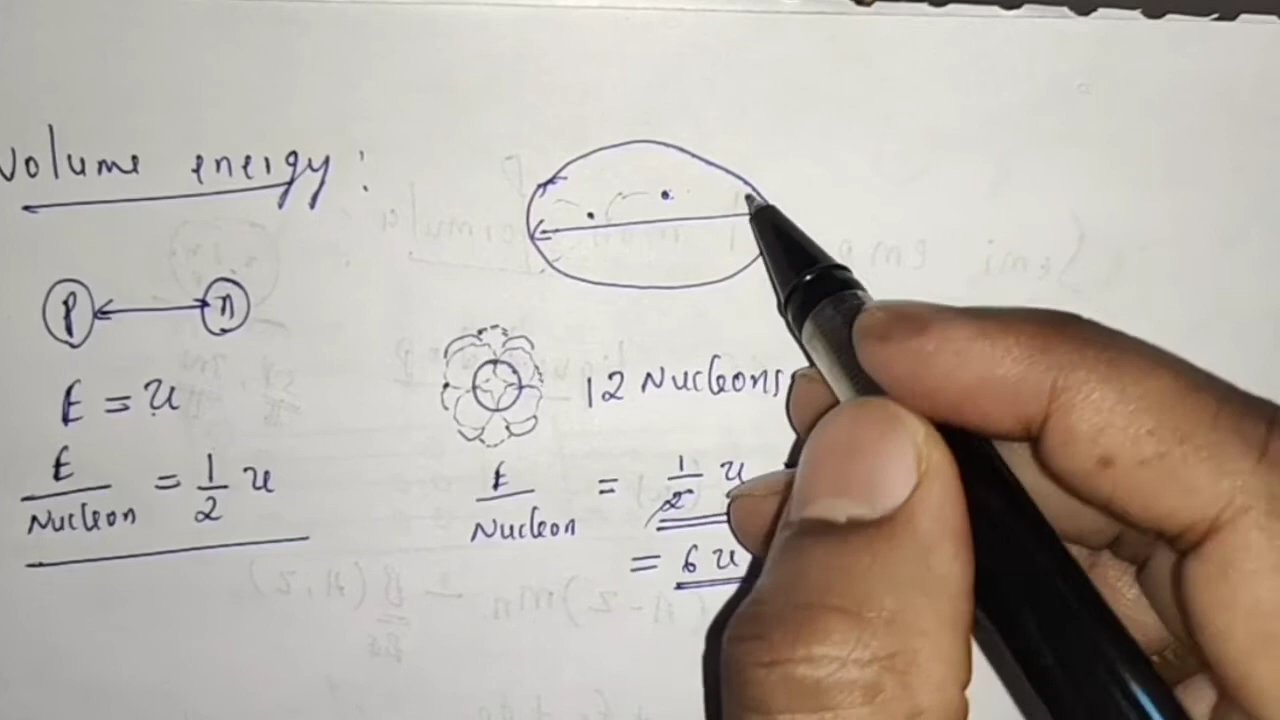 Volume energy :
p n
E = u
E / Nucleon = 1/2 u
12 Nucleons
E / Nucleon = 1/2 u
= 6 u